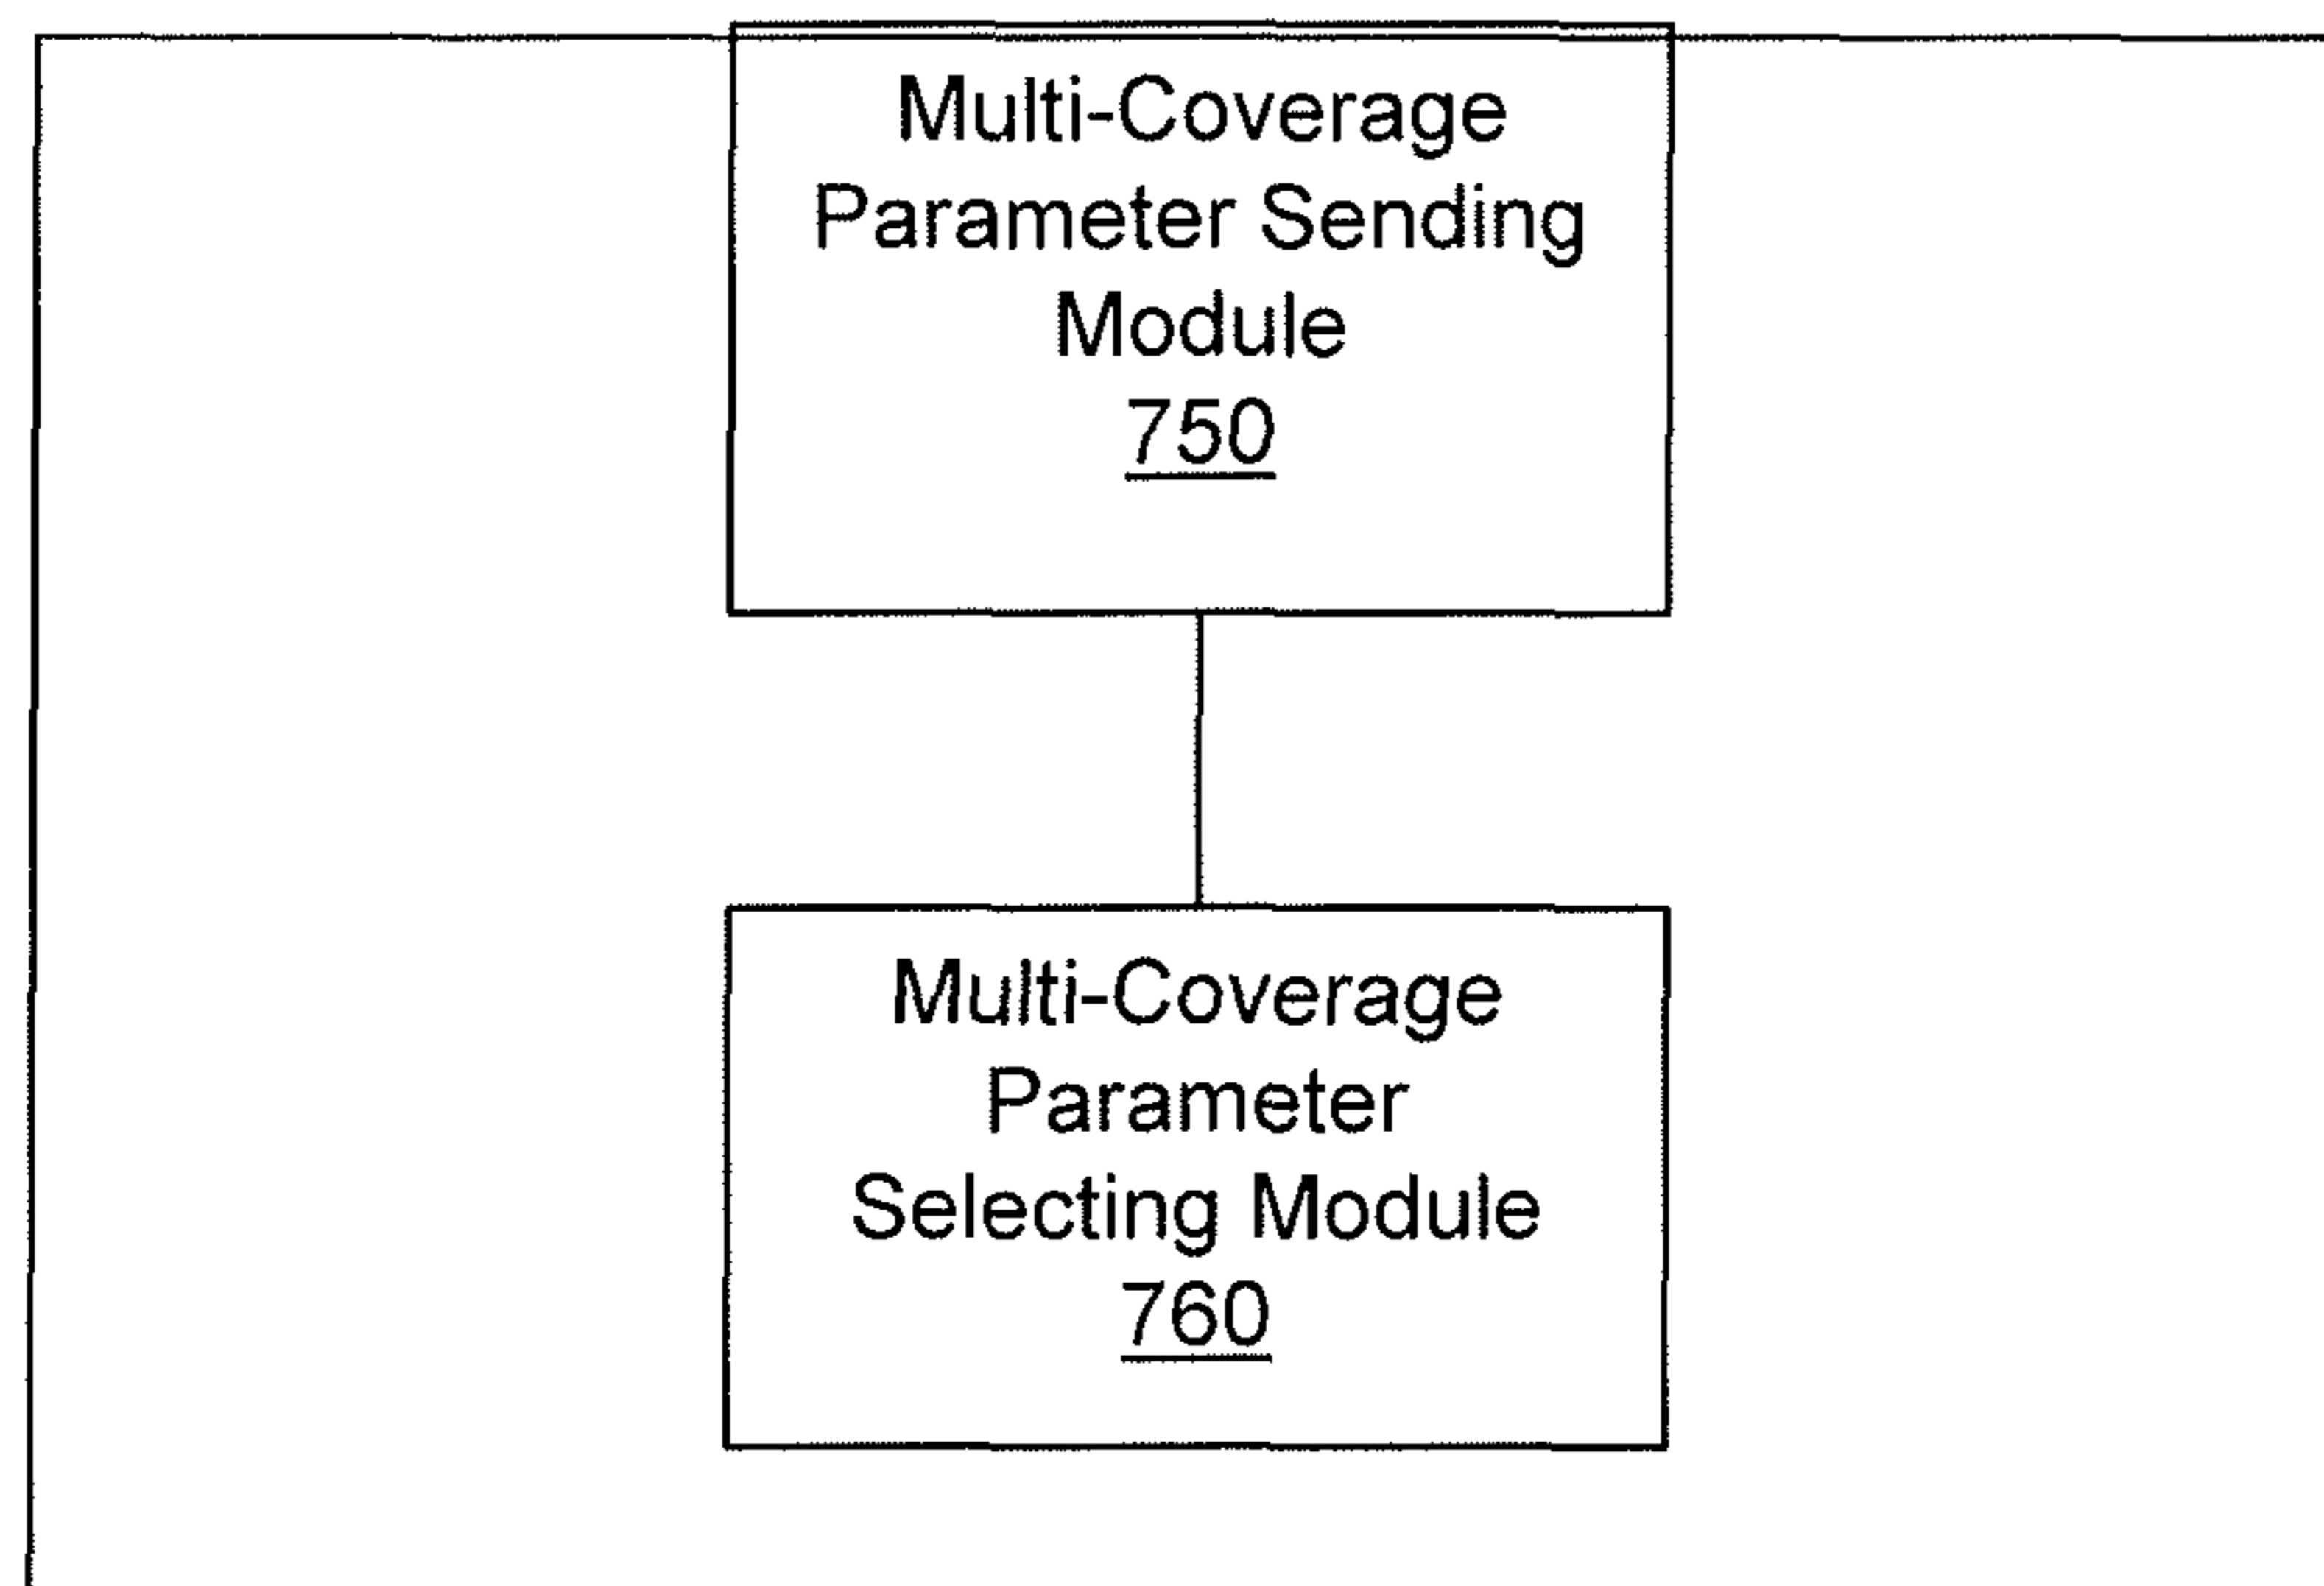 Multi-Coverage
Parameter Sending
Module
750
Multi-Coverage
Parameter
Selecting Module
760